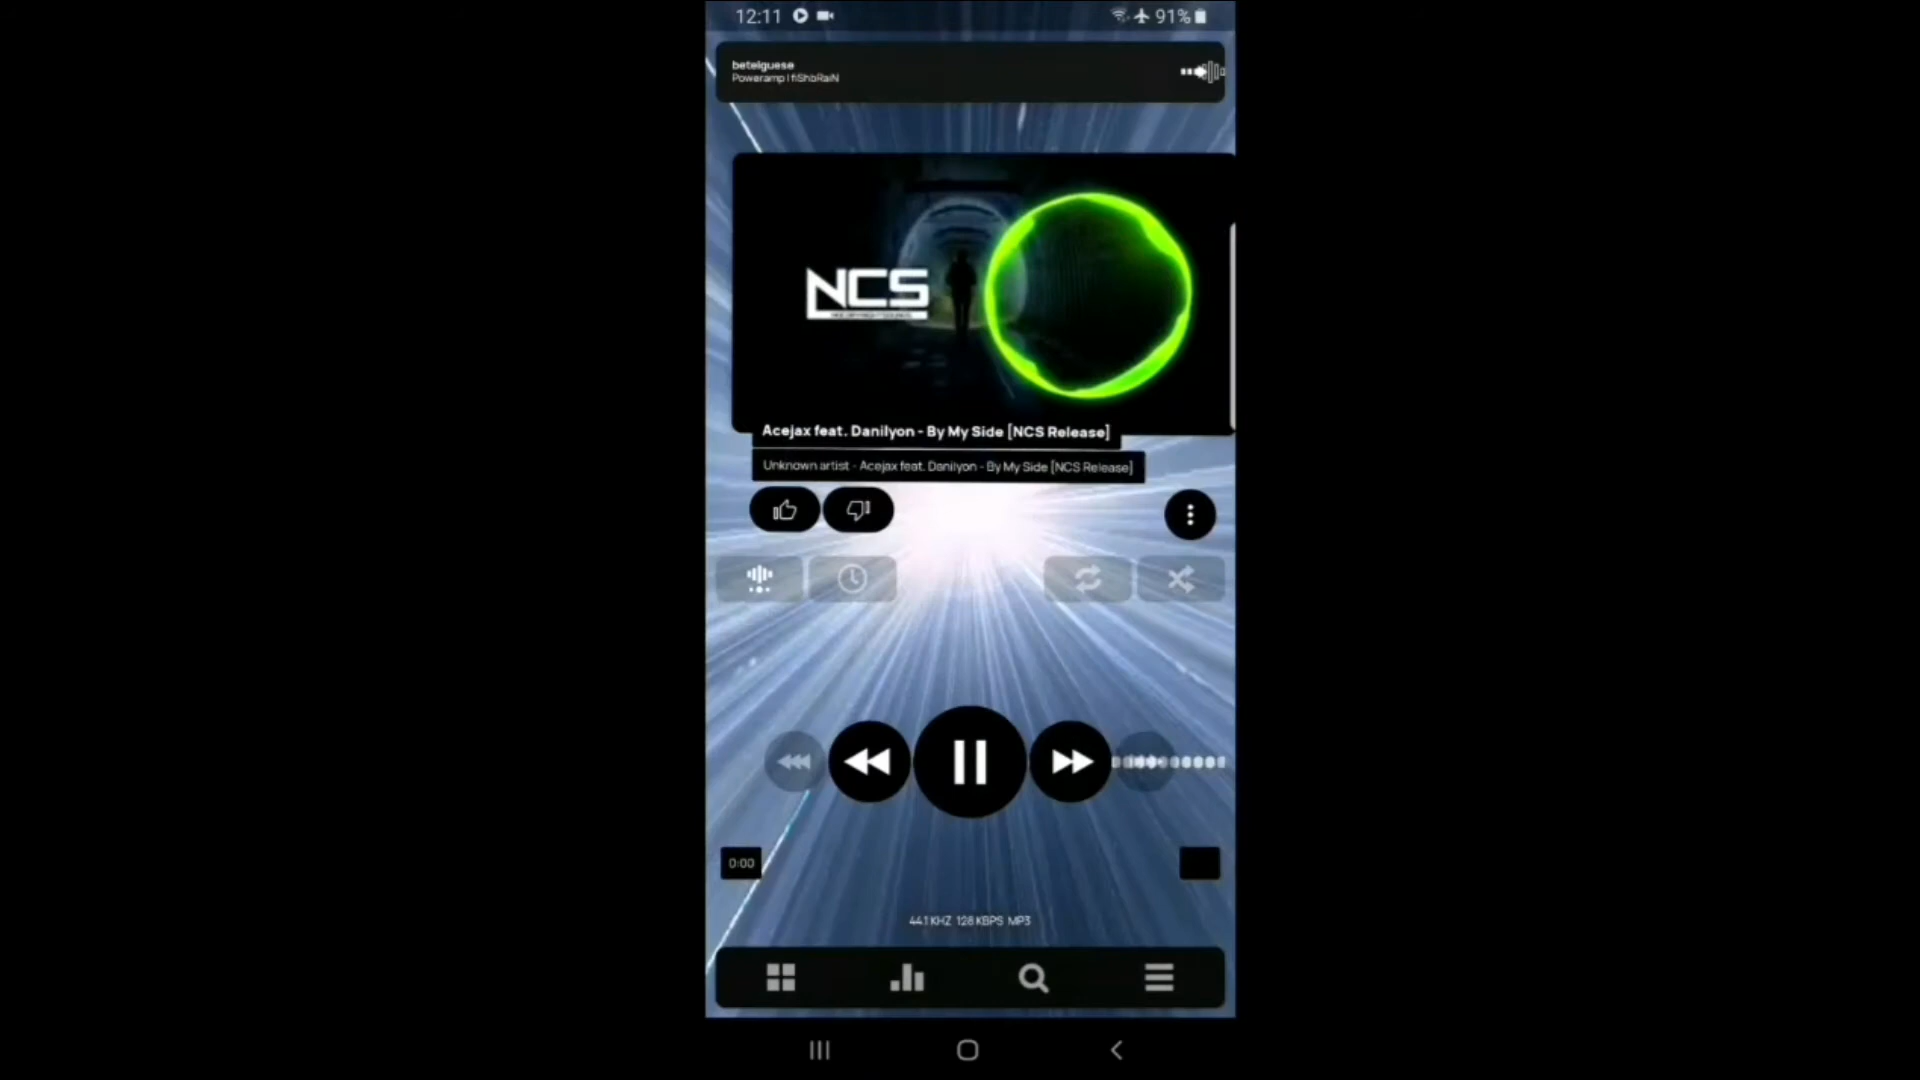 12:11
91%
betelguese
Poweramp | fiShbRaiN
NCS
Acejax feat. Danilyon - By My Side [NCS Release]
Unknown artist - Acejax feat. Danilyon - By My Side [NCS Release]
0:00
44.1 KHZ 128 KBPS MP3